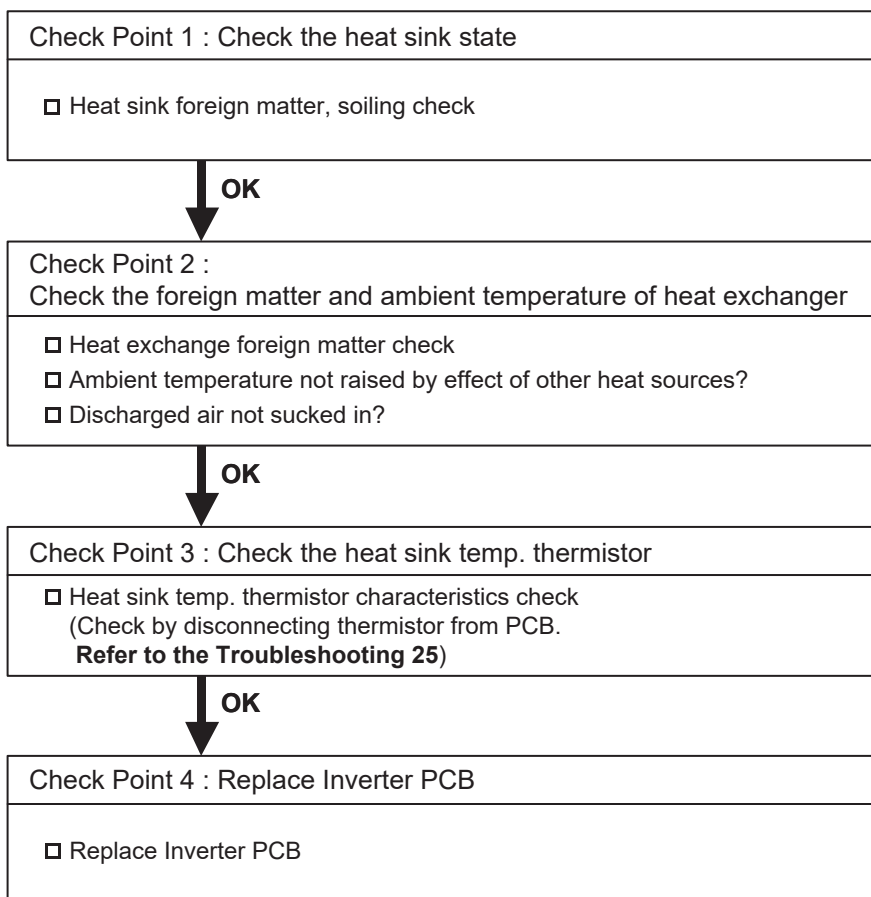 Check Point 1 : Check the heat sink state
Heat sink foreign matter, soiling check
OK
Check Point 2 :
Check the foreign matter and ambient temperature of heat exchanger
Heat exchange foreign matter check
Ambient temperature not raised by effect of other heat sources?
Discharged air not sucked in?
OK
Check Point 3 : Check the heat sink temp. thermistor
Heat sink temp. thermistor characteristics check
(Check by disconnecting thermistor from PCB.
Refer to the Troubleshooting 25)
OK
Check Point 4 : Replace Inverter PCB
Replace Inverter PCB